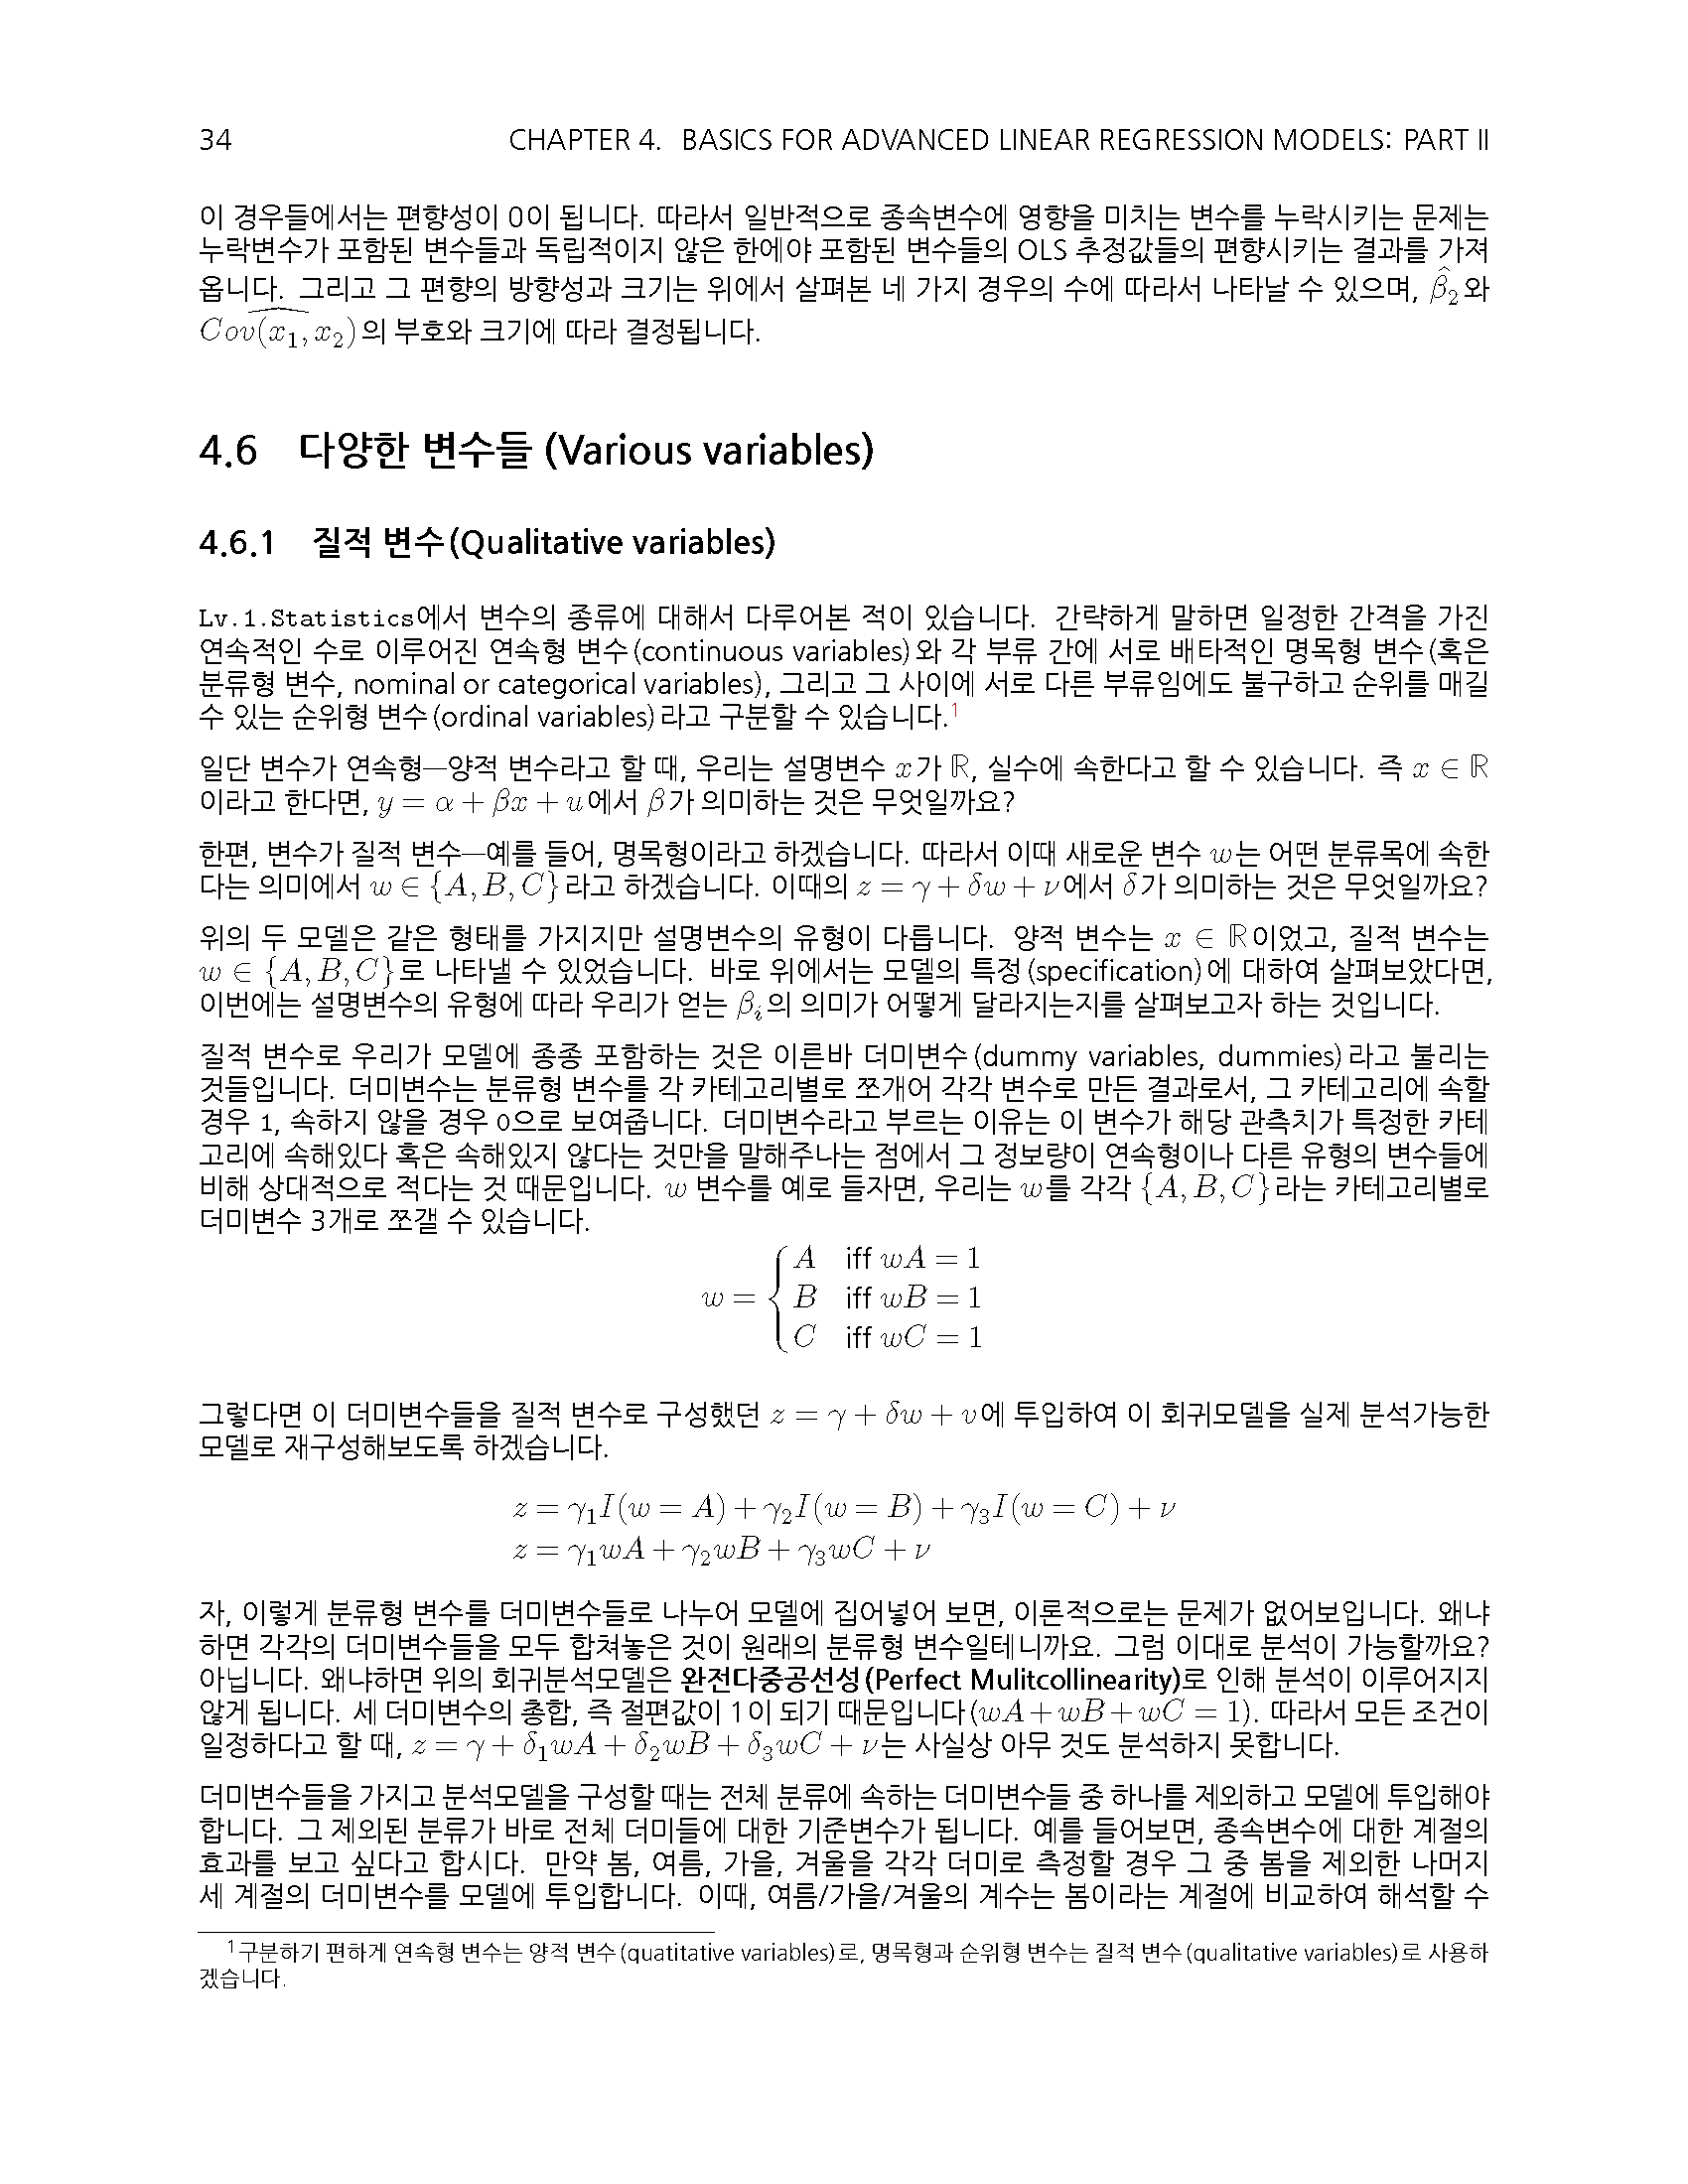 34 CHAPTER 4. BASICS FOR ADVANCED LINEAR REGRESSION MODELS: PART II
이 경우들에서는 편향성이 0이 됩니다. 따라서 일반적으로 종속변수에 영향을 미치는 변수를 누락시키는 문제는
누락변수가 포함된 변수들과 독립적이지 않은 한에야 포함된 변수들의 OLS 추정값들의 편향시키는 결과를 가져
옵니다. 그리고 그 편향의 방향성과 크기는 위에서 살펴본 네 가지 경우의 수에 따라서 나타날 수 있으며, $\widehat{\beta}_2$와
$\widehat{Cov(x_1, x_2)}$의 부호와 크기에 따라 결정됩니다.
4.6 다양한 변수들 (Various variables)
4.6.1 질적 변수(Qualitative variables)
Lv.1.Statistics에서 변수의 종류에 대해서 다루어본 적이 있습니다. 간략하게 말하면 일정한 간격을 가진
연속적인 수로 이루어진 연속형 변수(continuous variables)와 각 부류 간에 서로 배타적인 명목형 변수(혹은
분류형 변수, nominal or categorical variables), 그리고 그 사이에 서로 다른 부류임에도 불구하고 순위를 매길
수 있는 순위형 변수(ordinal variables)라고 구분할 수 있습니다.¹
일단 변수가 연속형—양적 변수라고 할 때, 우리는 설명변수 x가 ℝ, 실수에 속한다고 할 수 있습니다. 즉 x ∈ ℝ
이라고 한다면, y = α + βx + u에서 β가 의미하는 것은 무엇일까요?
한편, 변수가 질적 변수—예를 들어, 명목형이라고 하겠습니다. 따라서 이때 새로운 변수 w는 어떤 분류목에 속한
다는 의미에서 w ∈ {A, B, C}라고 하겠습니다. 이때의 z = γ + δw + ν에서 δ가 의미하는 것은 무엇일까요?
위의 두 모델은 같은 형태를 가지지만 설명변수의 유형이 다릅니다. 양적 변수는 x ∈ ℝ이었고, 질적 변수는
w ∈ {A, B, C}로 나타낼 수 있었습니다. 바로 위에서는 모델의 특정(specification)에 대하여 살펴보았다면,
이번에는 설명변수의 유형에 따라 우리가 얻는 βᵢ의 의미가 어떻게 달라지는지를 살펴보고자 하는 것입니다.
질적 변수로 우리가 모델에 종종 포함하는 것은 이른바 더미변수(dummy variables, dummies)라고 불리는
것들입니다. 더미변수는 분류형 변수를 각 카테고리별로 쪼개어 각각 변수로 만든 결과로서, 그 카테고리에 속할
경우 1, 속하지 않을 경우 0으로 보여줍니다. 더미변수라고 부르는 이유는 이 변수가 해당 관측치가 특정한 카테
고리에 속해있다 혹은 속해있지 않다는 것만을 말해주나는 점에서 그 정보량이 연속형이나 다른 유형의 변수들에
비해 상대적으로 적다는 것 때문입니다. w 변수를 예로 들자면, 우리는 w를 각각 {A, B, C}라는 카테고리별로
더미변수 3개로 쪼갤 수 있습니다.
A iff wA = 1
w = { B iff wB = 1
C iff wC = 1
그렇다면 이 더미변수들을 질적 변수로 구성했던 z = γ + δw + υ에 투입하여 이 회귀모델을 실제 분석가능한
모델로 재구성해보도록 하겠습니다.
z = γ₁I(w = A) + γ₂I(w = B) + γ₃I(w = C) + ν
z = γ₁wA + γ₂wB + γ₃wC + ν
자, 이렇게 분류형 변수를 더미변수들로 나누어 모델에 집어넣어 보면, 이론적으로는 문제가 없어보입니다. 왜냐
하면 각각의 더미변수들을 모두 합쳐놓은 것이 원래의 분류형 변수일테니까요. 그럼 이대로 분석이 가능할까요?
아닙니다. 왜냐하면 위의 회귀분석모델은 완전다중공선성(Perfect Mulitcollinearity)로 인해 분석이 이루어지지
않게 됩니다. 세 더미변수의 총합, 즉 절편값이 1이 되기 때문입니다(wA + wB + wC = 1). 따라서 모든 조건이
일정하다고 할 때, z = γ + δ₁wA + δ₂wB + δ₃wC + ν는 사실상 아무 것도 분석하지 못합니다.
더미변수들을 가지고 분석모델을 구성할 때는 전체 분류에 속하는 더미변수들 중 하나를 제외하고 모델에 투입해야
합니다. 그 제외된 분류가 바로 전체 더미들에 대한 기준변수가 됩니다. 예를 들어보면, 종속변수에 대한 계절의
효과를 보고 싶다고 합시다. 만약 봄, 여름, 가을, 겨울을 각각 더미로 측정할 경우 그 중 봄을 제외한 나머지
세 계절의 더미변수를 모델에 투입합니다. 이때, 여름/가을/겨울의 계수는 봄이라는 계절에 비교하여 해석할 수
¹구분하기 편하게 연속형 변수는 양적 변수(quatitative variables)로, 명목형과 순위형 변수는 질적 변수(qualitative variables)로 사용하
겠습니다.